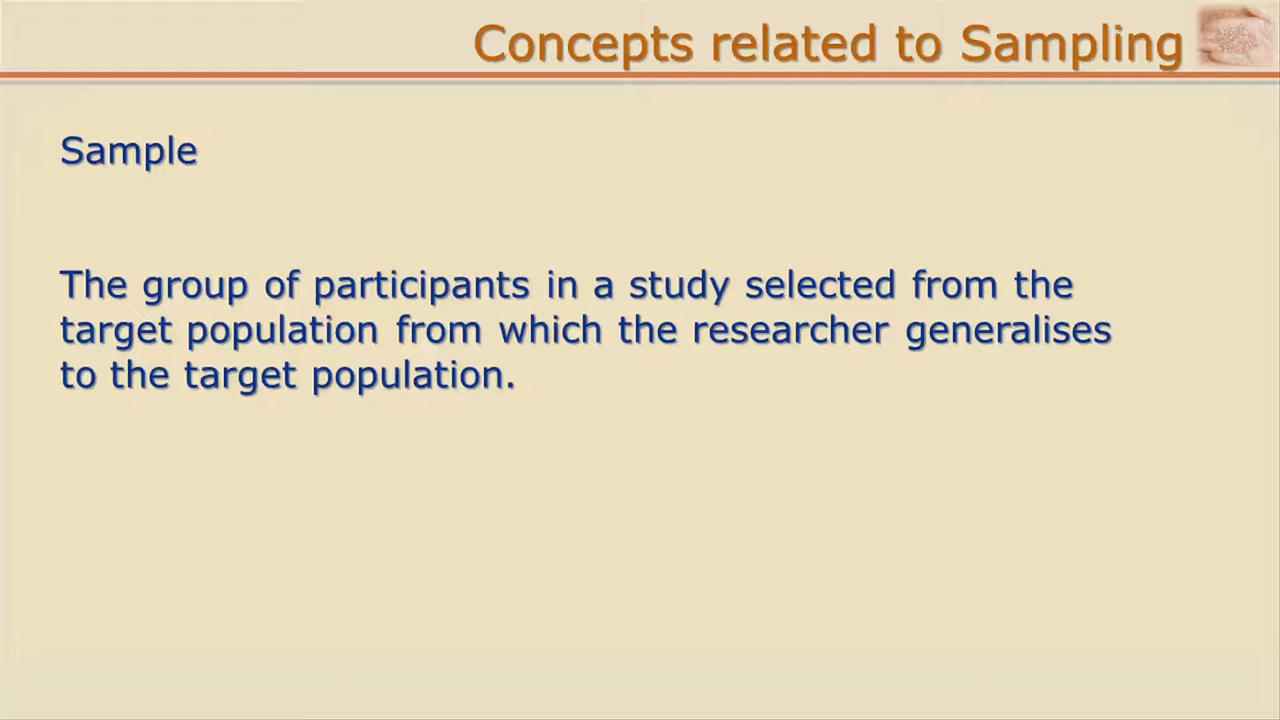 Concepts related to Sampling
Sample
The group of participants in a study selected from the
target population from which the researcher generalises
to the target population.